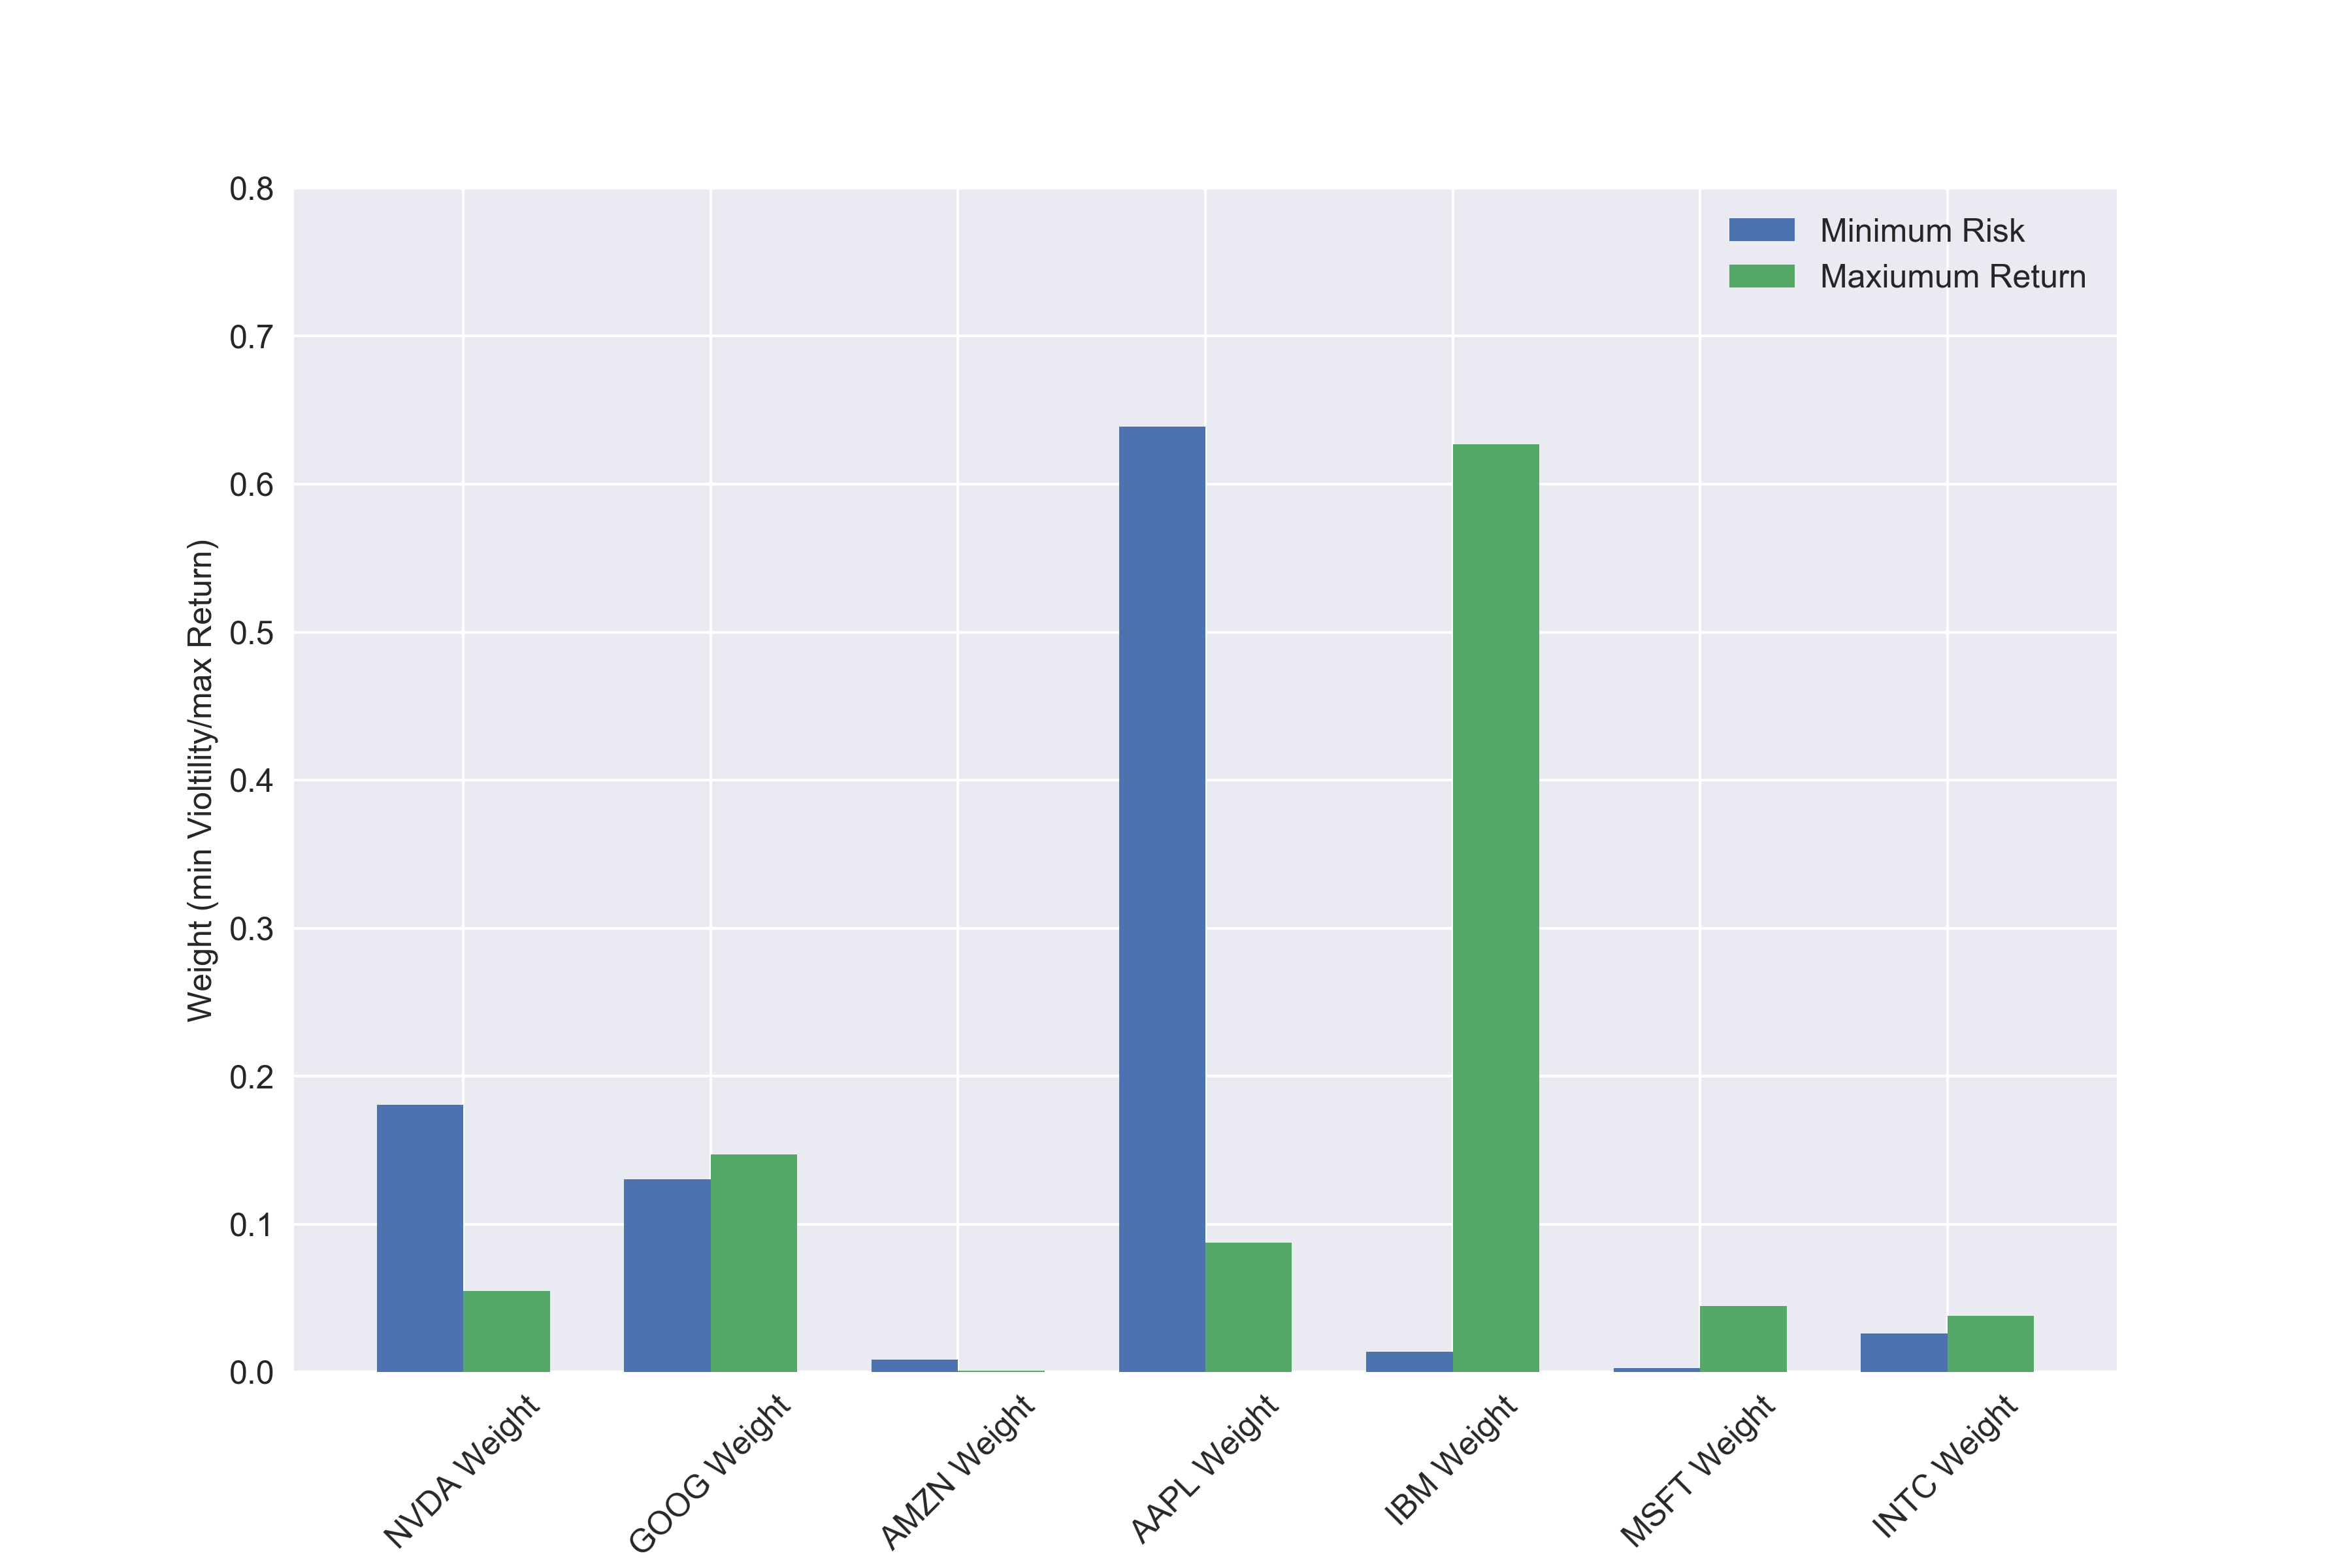 0.8
0.7
0.6
0.5
0.4
0.3
0.2
0.1
0.0
Weight (min Violtility/max Return)
Minimum Risk
Maxiumum Return
NVDA Weight
GOOG Weight
AMZN Weight
AAPL Weight
IBM Weight
MSFT Weight
INTC Weight